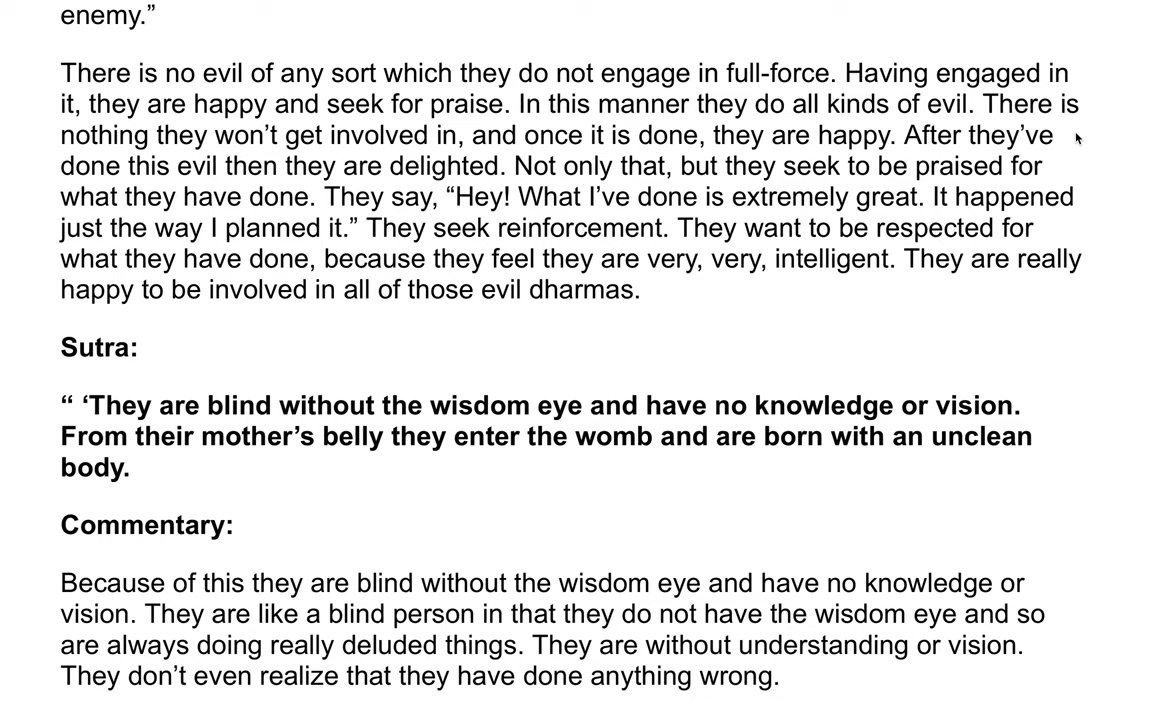 enemy.”
There is no evil of any sort which they do not engage in full-force. Having engaged in
it, they are happy and seek for praise. In this manner they do all kinds of evil. There is
nothing they won’t get involved in, and once it is done, they are happy. After they’ve
done this evil then they are delighted. Not only that, but they seek to be praised for
what they have done. They say, “Hey! What I’ve done is extremely great. It happened
just the way I planned it.” They seek reinforcement. They want to be respected for
what they have done, because they feel they are very, very, intelligent. They are really
happy to be involved in all of those evil dharmas.
Sutra:
“ ‘They are blind without the wisdom eye and have no knowledge or vision.
From their mother’s belly they enter the womb and are born with an unclean
body.
Commentary:
Because of this they are blind without the wisdom eye and have no knowledge or
vision. They are like a blind person in that they do not have the wisdom eye and so
are always doing really deluded things. They are without understanding or vision.
They don’t even realize that they have done anything wrong.